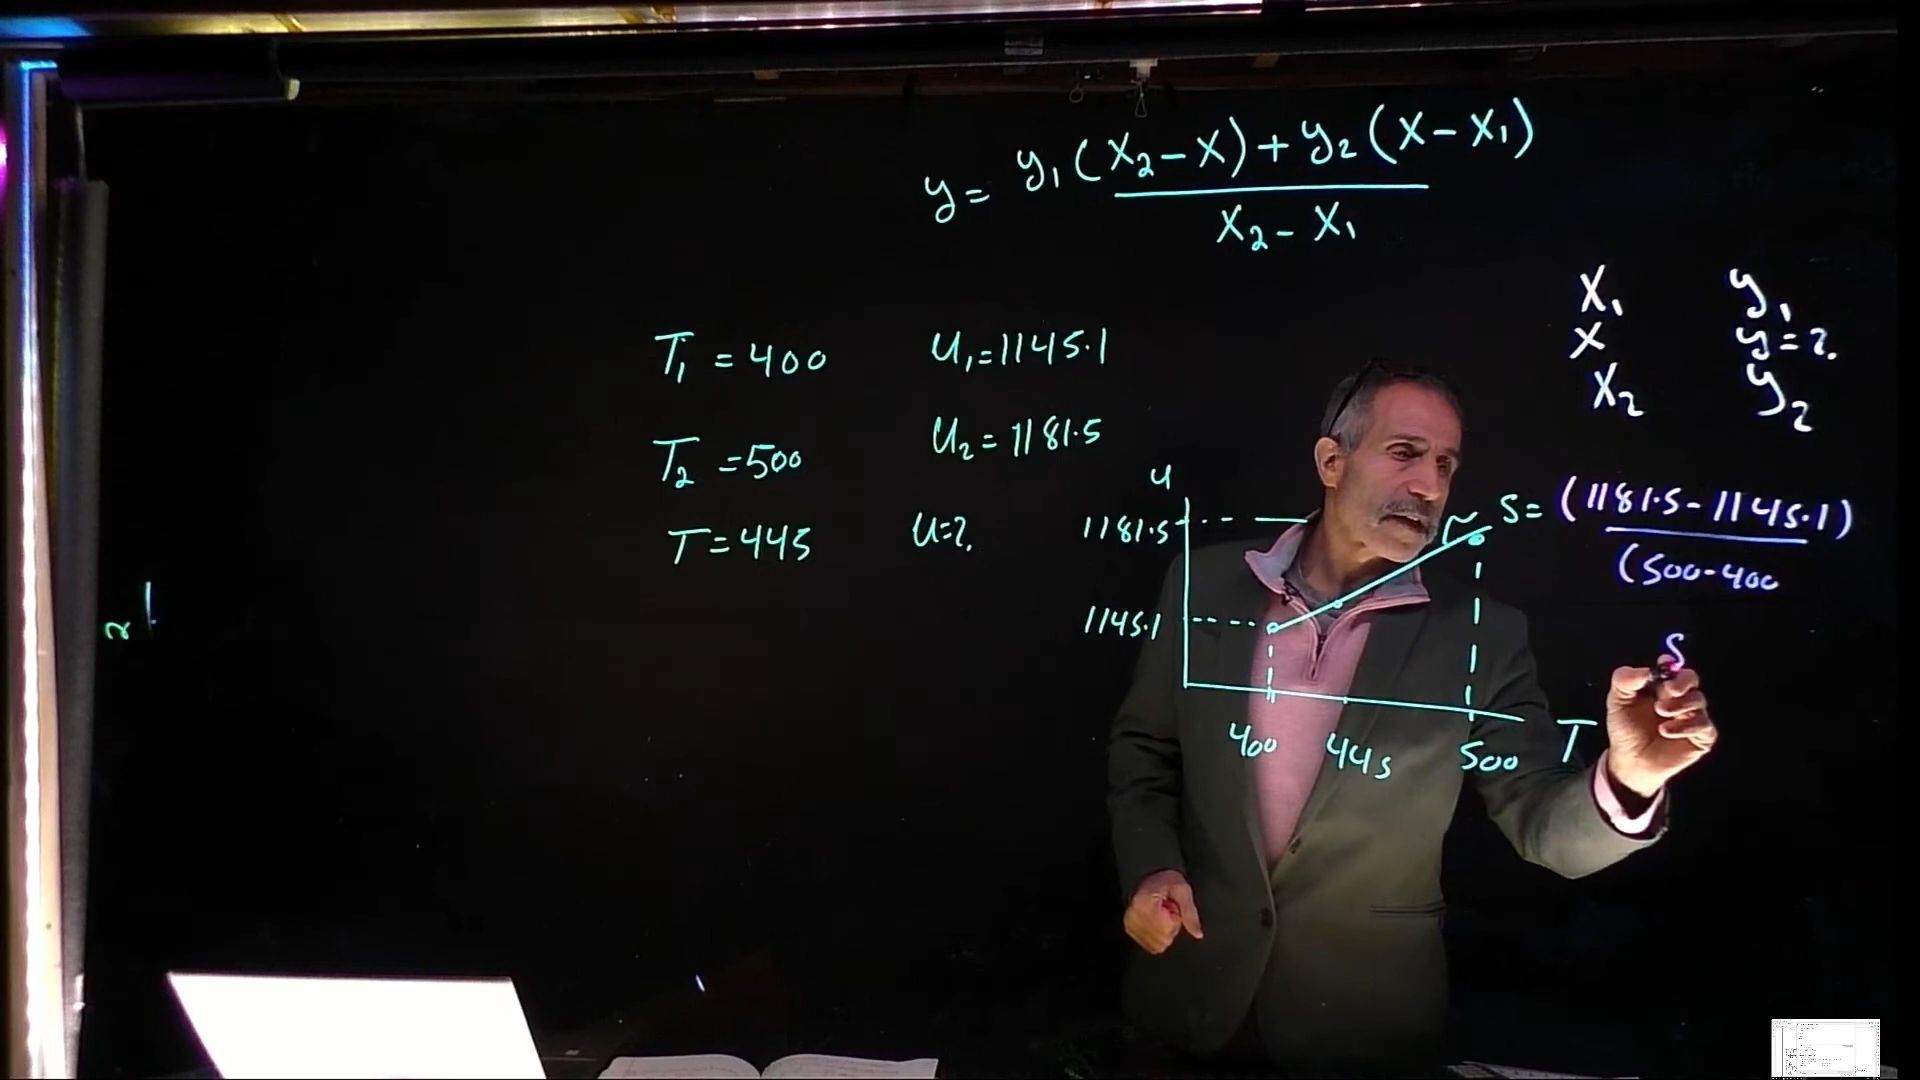 y = y₁(x₂-x)+y₂(x-x₁)
x₂-x₁
x₁ y₁
x y=?
x₂ y₂
T₁=400 u₁=1145.1
T₂=500 u₂=1181.5
T=445 u=?
u
1181.5
1145.1
400 445 500 T
S= (1181.5-1145.1)
(500-400
S